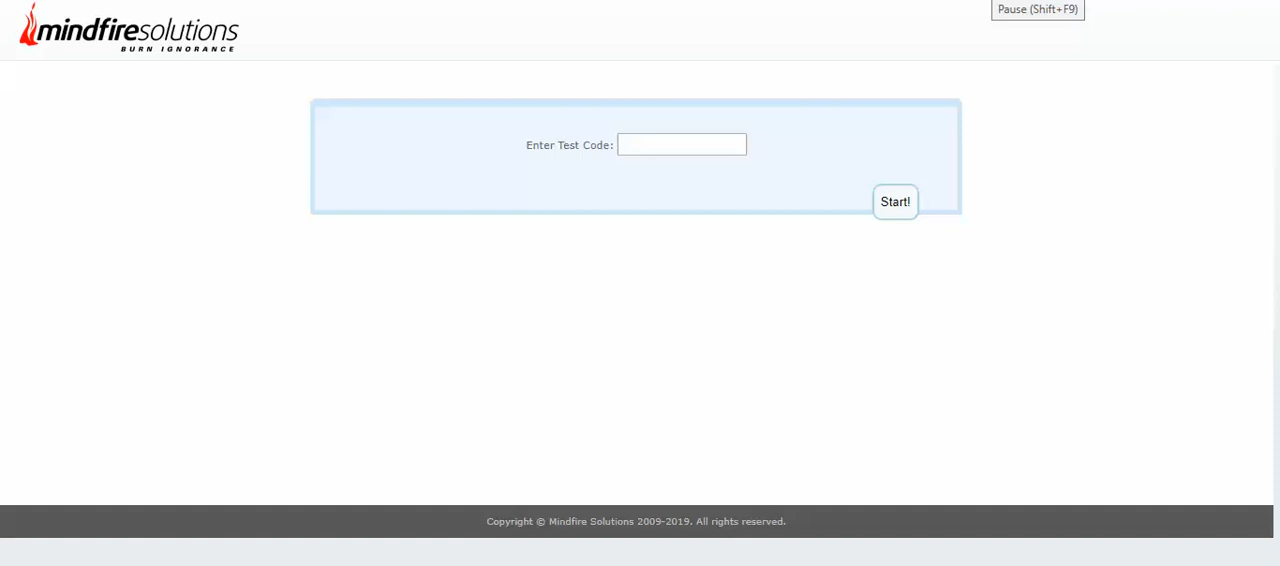 mindfiresolutions
BURN IGNORANCE
Pause (Shift+F9)
Enter Test Code:
Start!
Copyright © Mindfire Solutions 2009-2019. All rights reserved.